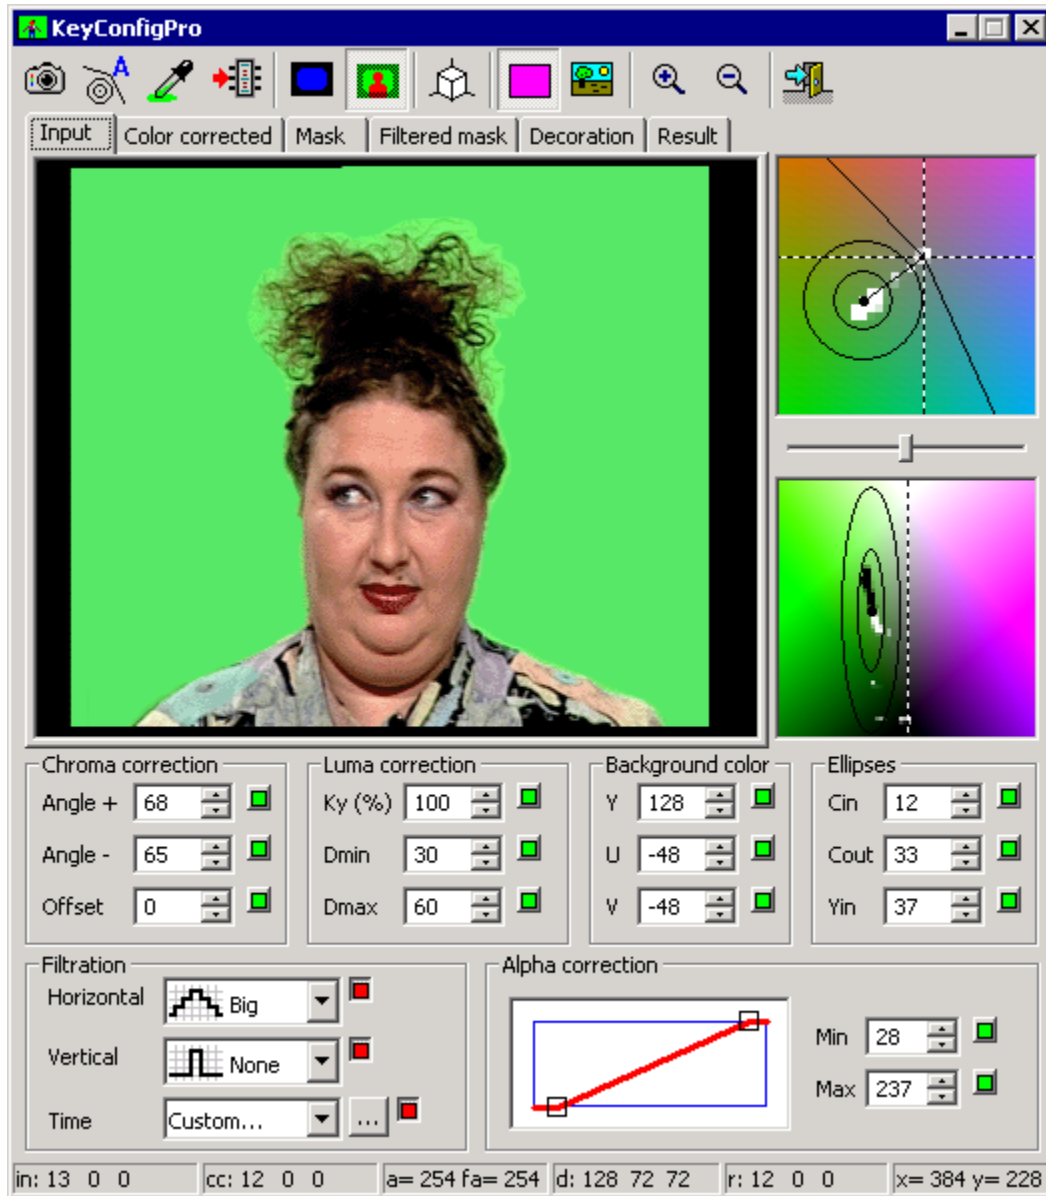 KeyConfigPro
A
Input Color corrected Mask Filtered mask Decoration Result
Chroma correction Luma correction Background color Ellipses
Angle + 68 Ky (%) 100 Y 128 Cin 12
Angle - 65 Dmin 30 U -48 Cout 33
Offset 0 Dmax 60 V -48 Yin 37
Filtration Alpha correction
Horizontal Big
Min 28
Vertical None
Max 237
Time Custom... ...
in: 13 0 0 cc: 12 0 0 a= 254 fa= 254 d: 128 72 72 r: 12 0 0 x= 384 y= 228